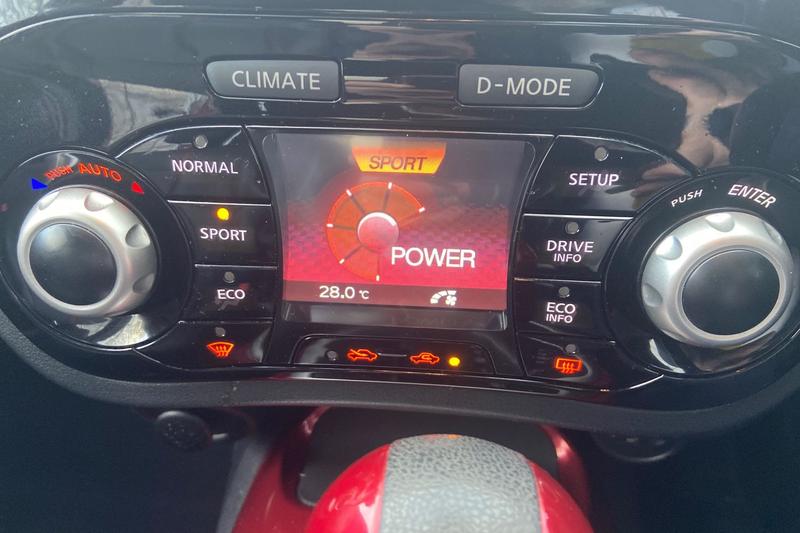 CLIMATE
D-MODE
PUSH AUTO
NORMAL
SPORT
ECO
SPORT
POWER
28.0 °C
SETUP
DRIVE
INFO
ECO
INFO
PUSH ENTER